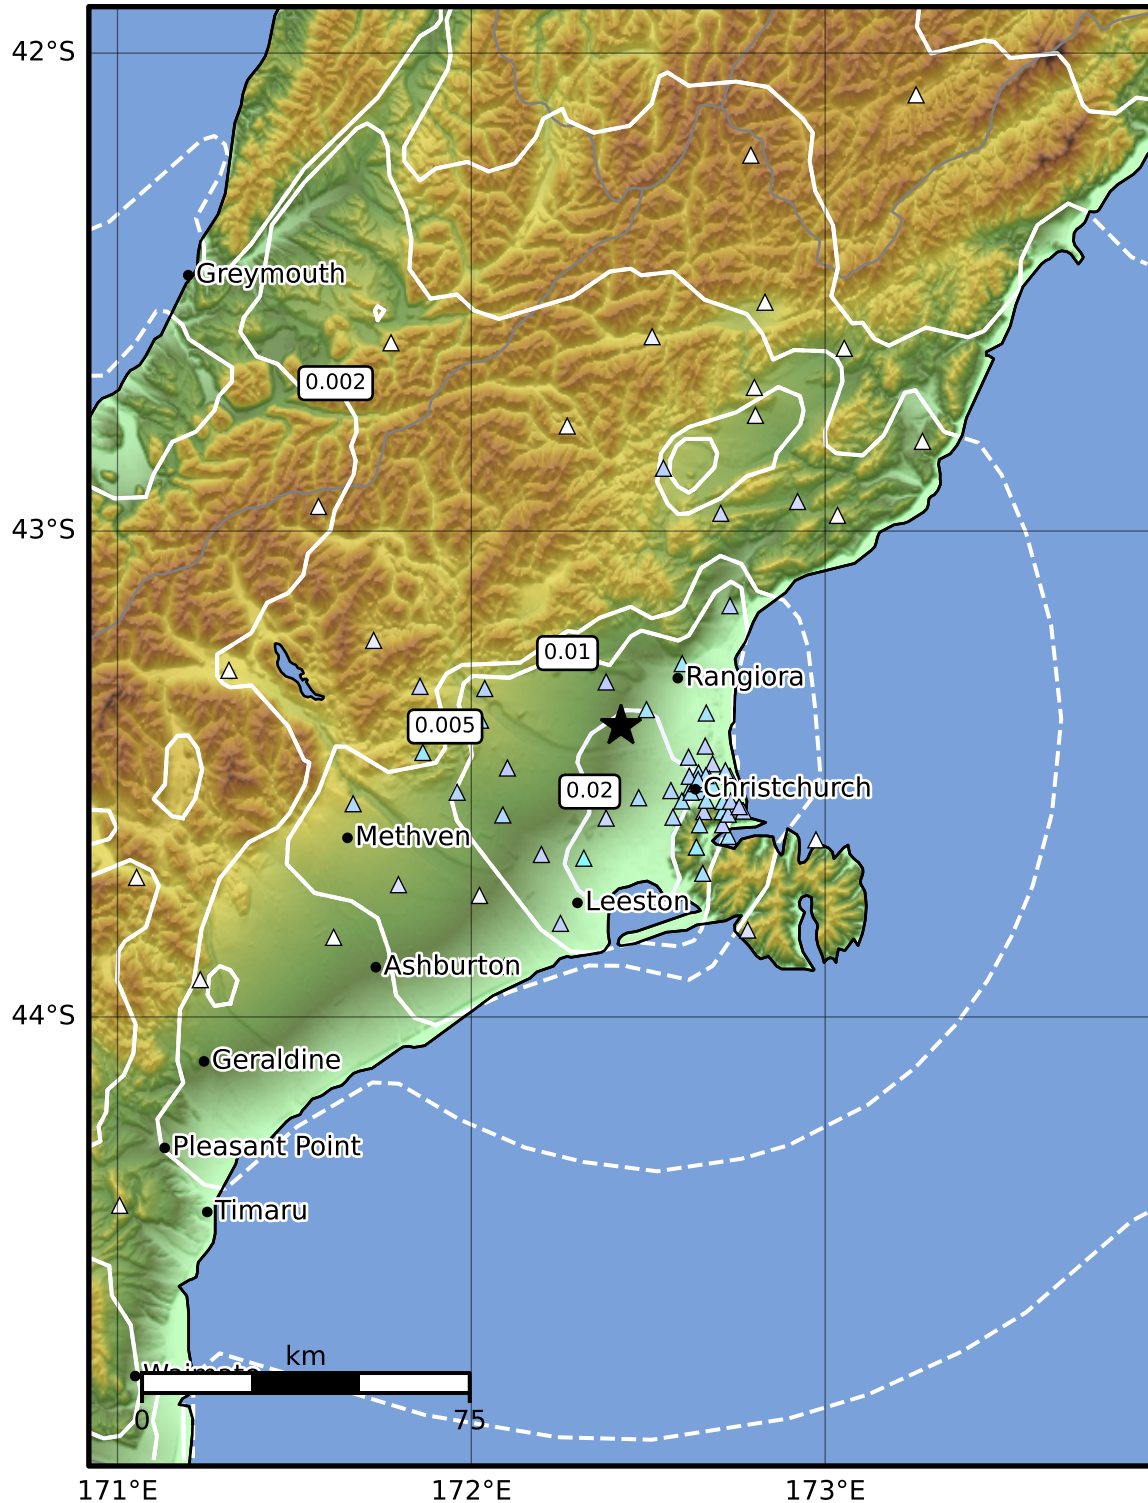 42°S
Greymouth
0.002
43°S
0.01
Rangiora
0.005
0.02
Christchurch
Methven
Leeston
Ashburton
44°S
Geraldine
Pleasant Point
Timaru
Waimate
km
0 75
171°E 172°E 173°E